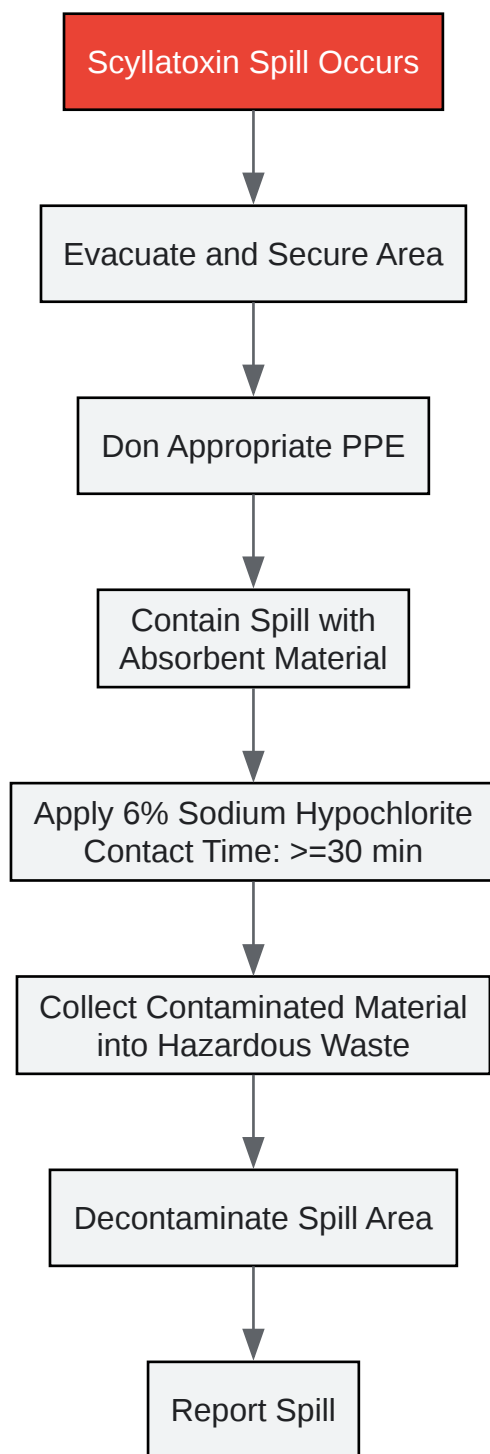 Scyllatoxin Spill Occurs
Evacuate and Secure Area
Don Appropriate PPE
Contain Spill with
Absorbent Material
Apply 6% Sodium Hypochlorite
Contact Time: >=30 min
Collect Contaminated Material
into Hazardous Waste
Decontaminate Spill Area
Report Spill